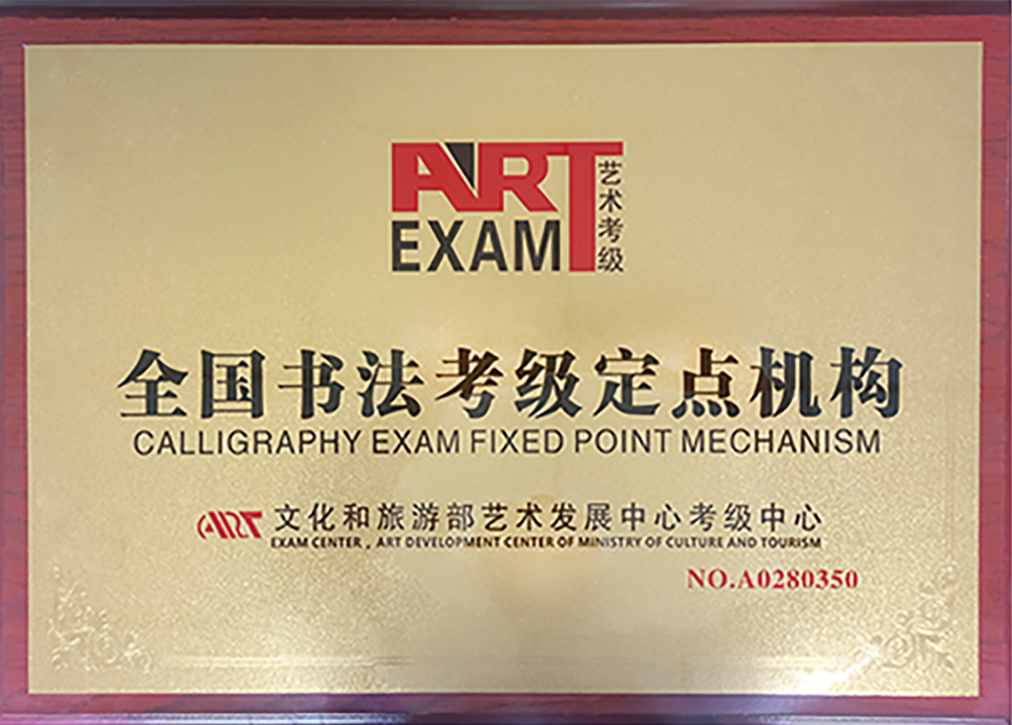 ART
EXAM
艺术考级
全国书法考级定点机构
CALLIGRAPHY EXAM FIXED POINT MECHANISM
ART 文化和旅游部艺术发展中心考级中心
EXAM CENTER , ART DEVELOPMENT CENTER OF MINISTRY OF CULTURE AND TOURISM
NO.A0280350